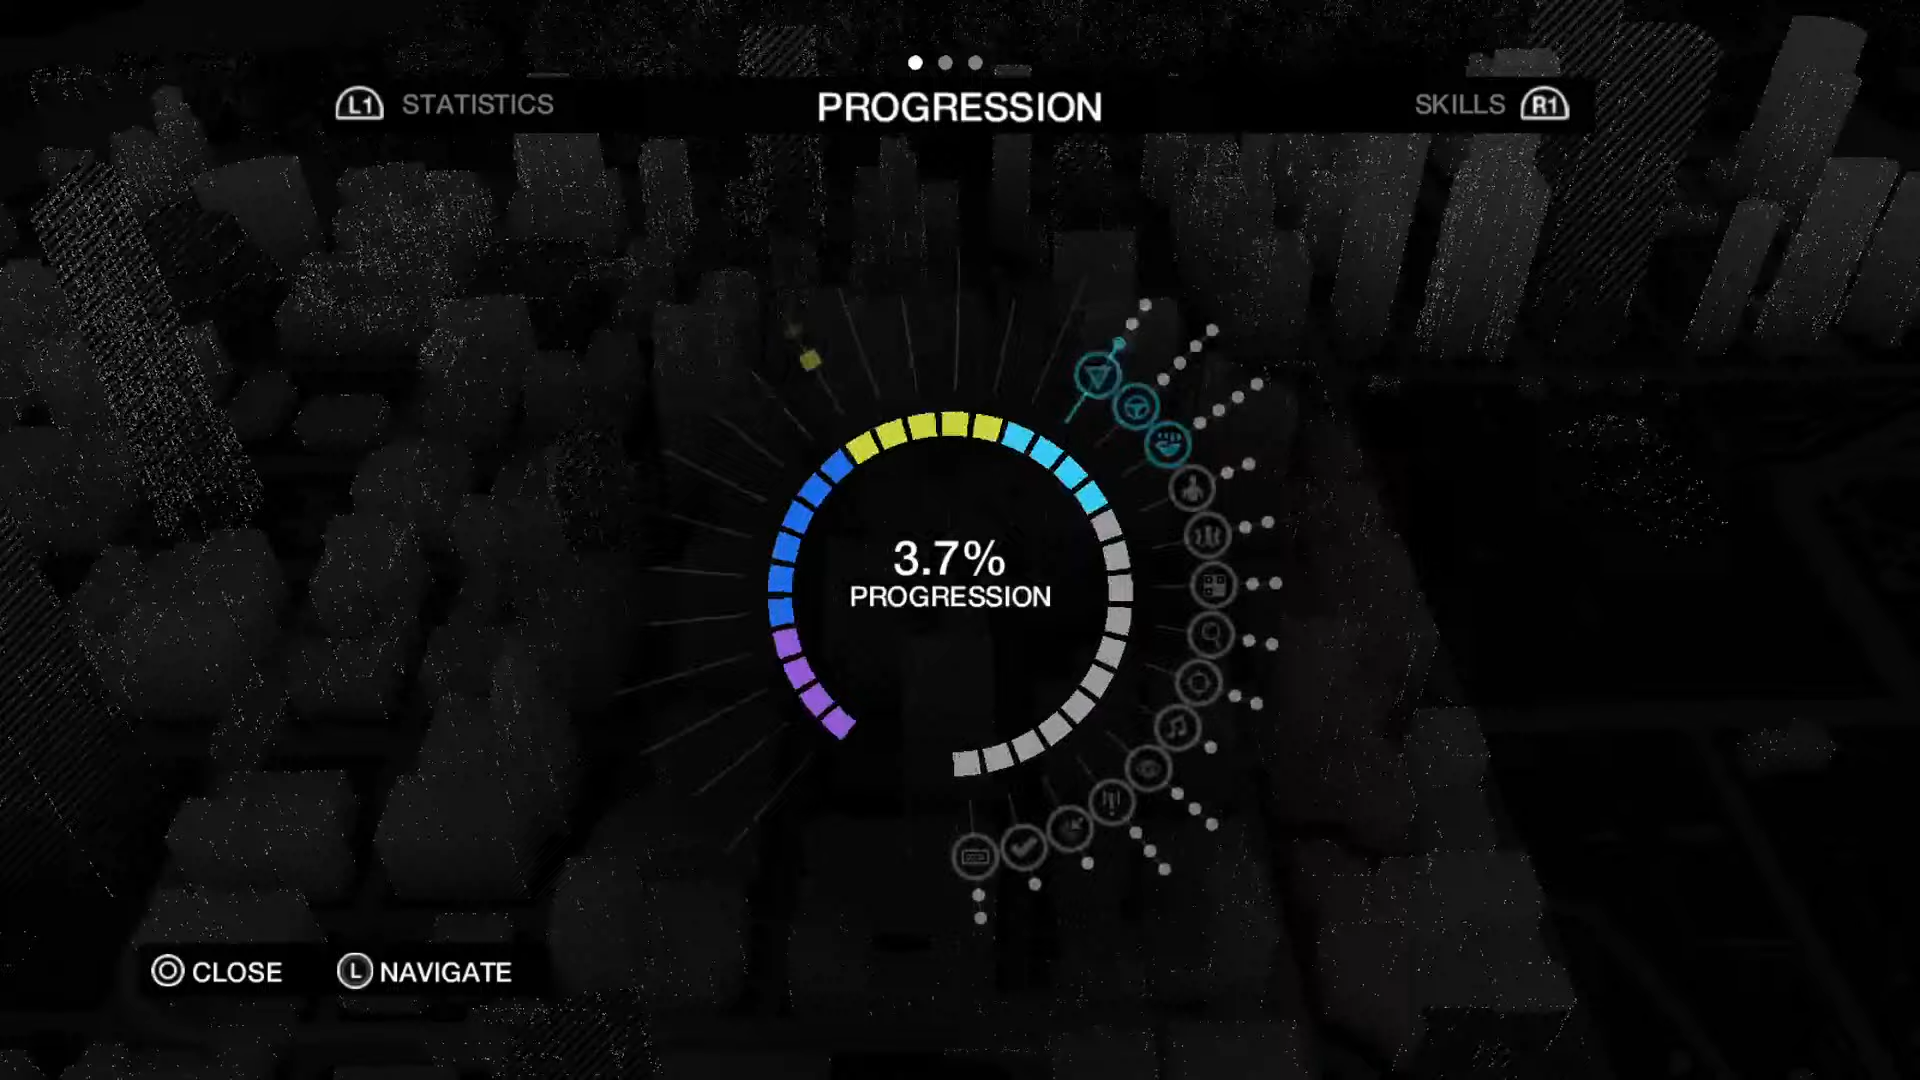 L1 STATISTICS
PROGRESSION
SKILLS R1
3.7%
PROGRESSION
CLOSE
L NAVIGATE